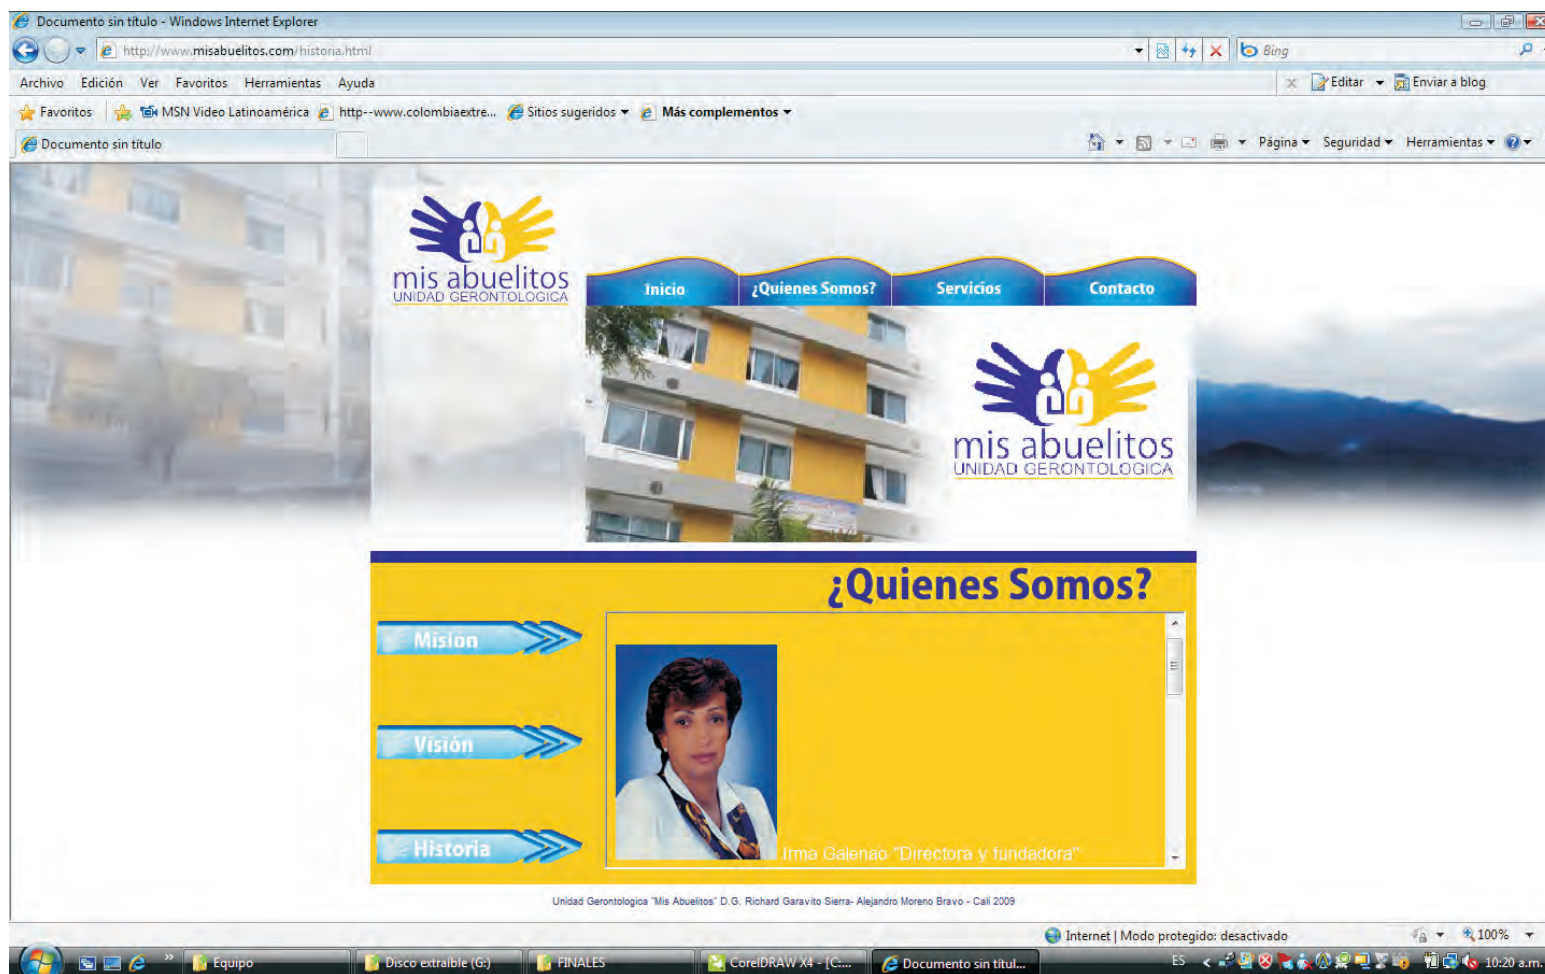 Documento sin título - Windows Internet Explorer
http://www.misabuelitos.com/historia.html
Bing
Archivo Edición Ver Favoritos Herramientas Ayuda
Editar Enviar a blog
Favoritos MSN Video Latinoamérica http--www.colombiaextre... Sitios sugeridos Más complementos
Documento sin título
Página Seguridad Herramientas
mis abuelitos
UNIDAD GERONTOLOGICA
Inicio ¿Quienes Somos? Servicios Contacto
mis abuelitos
UNIDAD GERONTOLOGICA
¿Quienes Somos?
Misión
Visión
Historia
Irma Galenao "Directora y fundadora"
Unidad Gerontologica "Mis Abuelitos" D.G. Richard Garavito Sierra- Alejandro Moreno Bravo - Cali 2009
Internet | Modo protegido: desactivado 100%
Equipo Disco extraíble (G:) FINALES CorelDRAW X4 - [C:... Documento sin títul... ES 10:20 a.m.